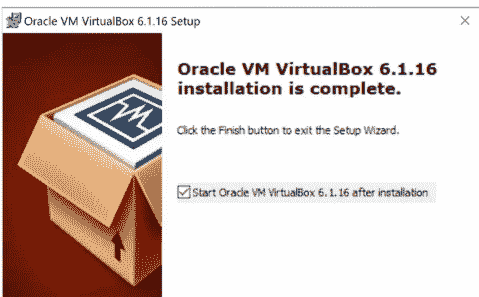 Oracle VM VirtualBox 6.1.16 Setup
Oracle VM VirtualBox 6.1.16
installation is complete.
Click the Finish button to exit the Setup Wizard.
Start Oracle VM VirtualBox 6.1.16 after installation